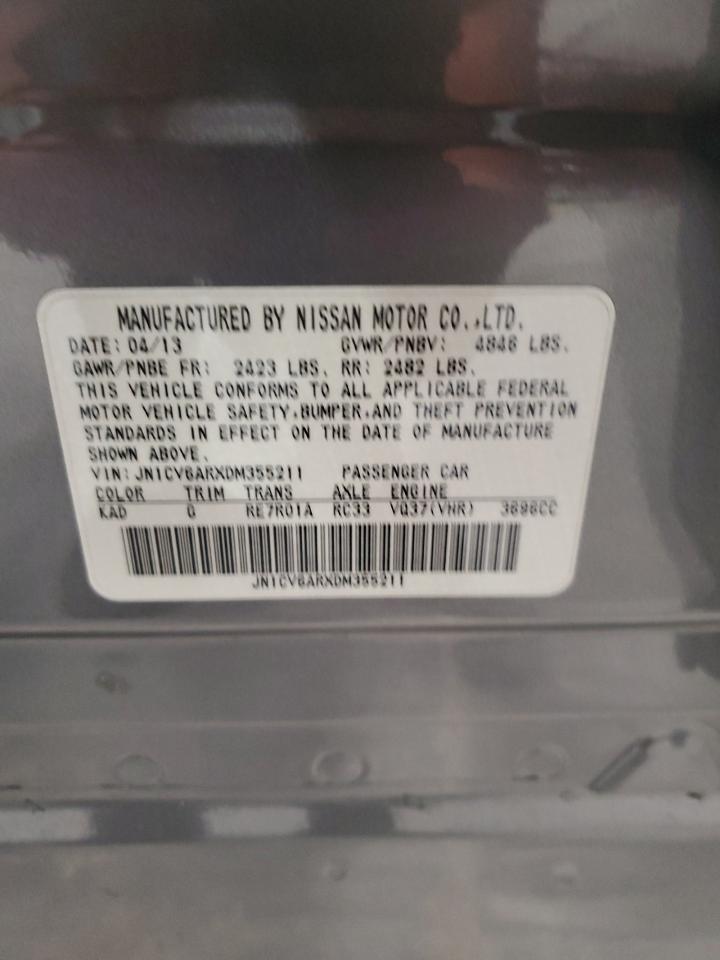 MANUFACTURED BY NISSAN MOTOR CO.,LTD.
DATE: 04/13 GVWR/PNBV: 4846 LBS.
GAWR/PNBE FR: 2423 LBS. RR: 2482 LBS.
THIS VEHICLE CONFORMS TO ALL APPLICABLE FEDERAL
MOTOR VEHICLE SAFETY,BUMPER,AND THEFT PREVENTION
STANDARDS IN EFFECT ON THE DATE OF MANUFACTURE
SHOWN ABOVE.
VIN: JN1CV6ARXDM355211 PASSENGER CAR
COLOR TRIM TRANS AXLE ENGINE
KAD G RE7R01A RC33 VQ37(VHR) 3696CC
JN1CV6ARXDM355211